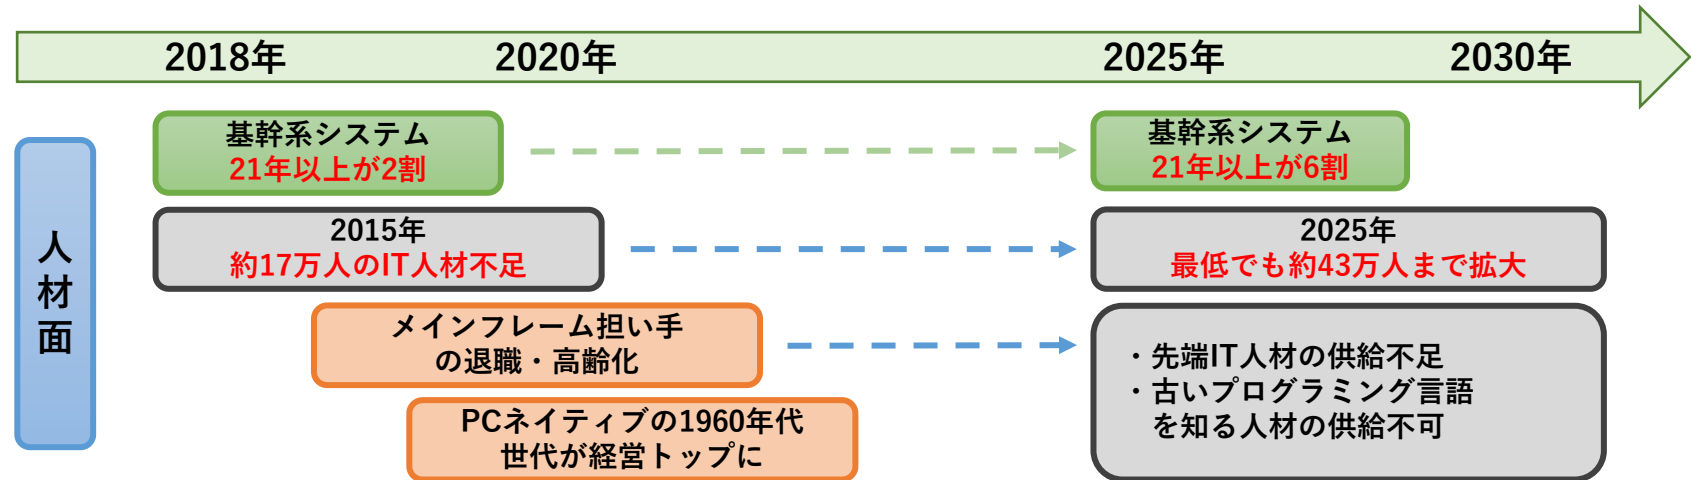 2018年
2020年
2025年
2030年
人材面
基幹系システム
21年以上が2割
基幹系システム
21年以上が6割
2015年
約17万人のIT人材不足
2025年
最低でも約43万人まで拡大
メインフレーム担い手
の退職・高齢化
・先端IT人材の供給不足
・古いプログラミング言語
を知る人材の供給不可
PCネイティブの1960年代
世代が経営トップに